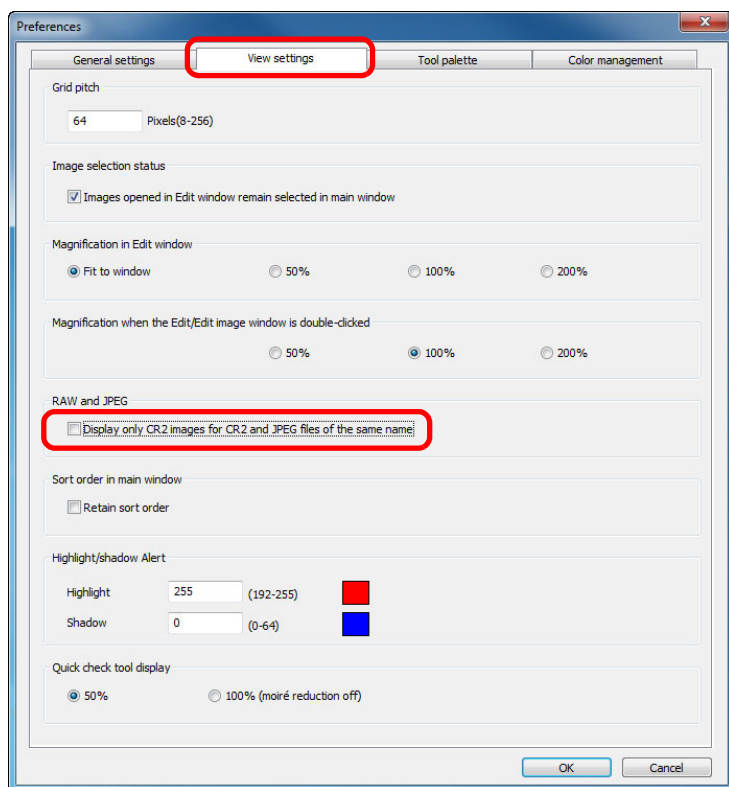 Preferences
General settings View settings Tool palette Color management
Grid pitch
64 Pixels(8-256)
Image selection status
Images opened in Edit window remain selected in main window
Magnification in Edit window
Fit to window 50% 100% 200%
Magnification when the Edit/Edit image window is double-clicked
50% 100% 200%
RAW and JPEG
Display only CR2 images for CR2 and JPEG files of the same name
Sort order in main window
Retain sort order
Highlight/shadow Alert
Highlight 255 (192-255)
Shadow 0 (0-64)
Quick check tool display
50% 100% (moiré reduction off)
OK Cancel